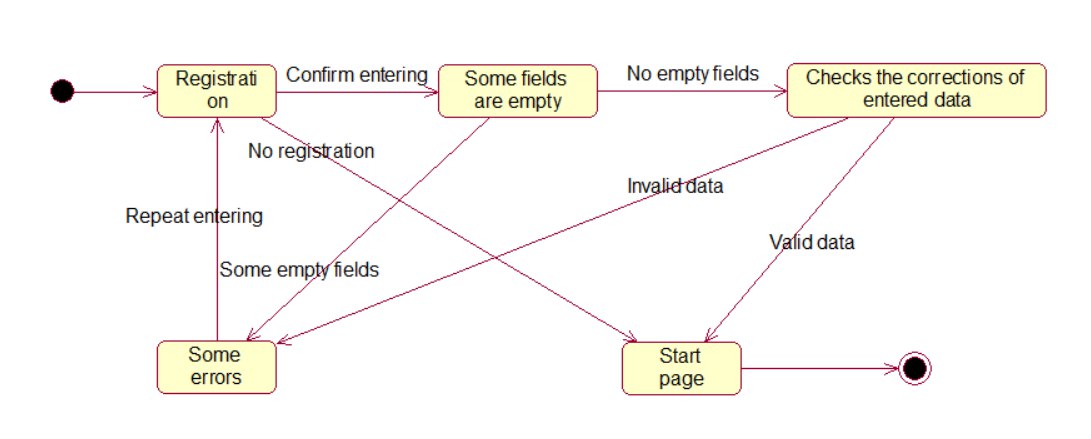 Registrati
on
Confirm entering
Some fields
are empty
No empty fields
Checks the corrections of
entered data
No registration
Invalid data
Repeat entering
Valid data
Some empty fields
Some
errors
Start
page